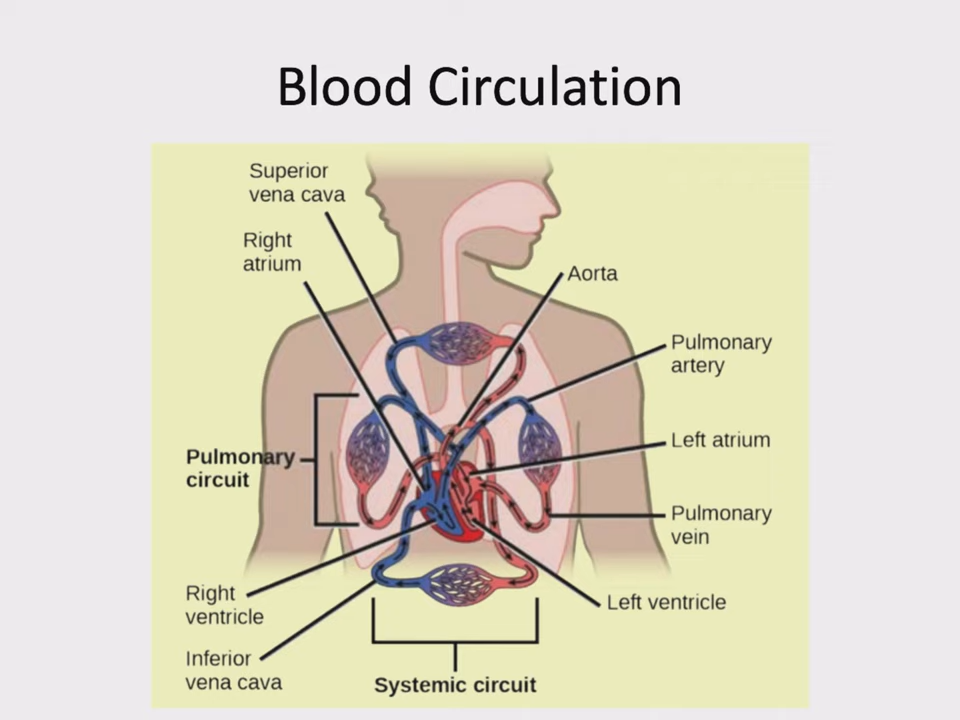 Blood Circulation
Superior
vena cava
Right
atrium
Aorta
Pulmonary
artery
Left atrium
Pulmonary
circuit
Pulmonary
vein
Right
ventricle
Left ventricle
Inferior
vena cava
Systemic circuit